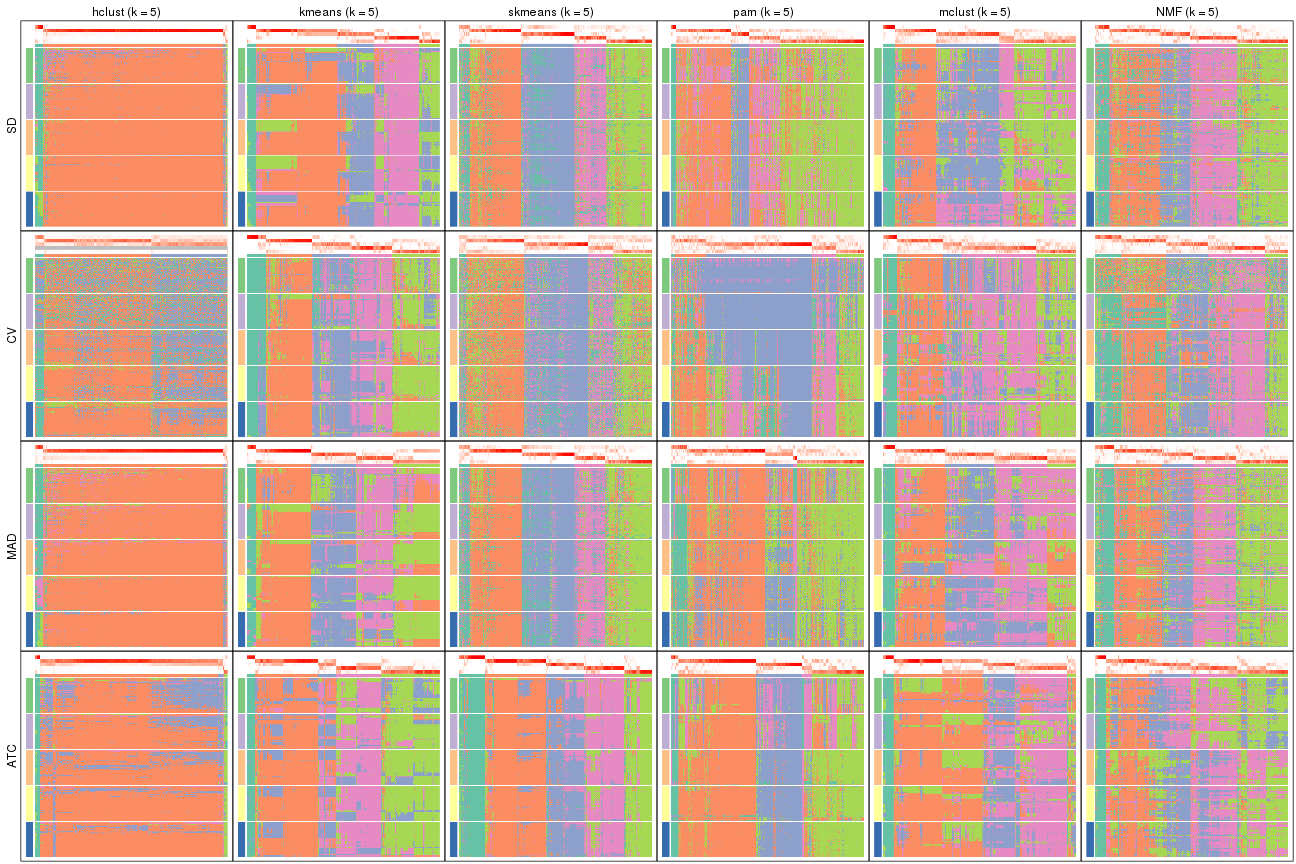 hclust (k = 5) kmeans (k = 5) skmeans (k = 5) pam (k = 5) mclust (k = 5) NMF (k = 5)
SD
CV
MAD
ATC